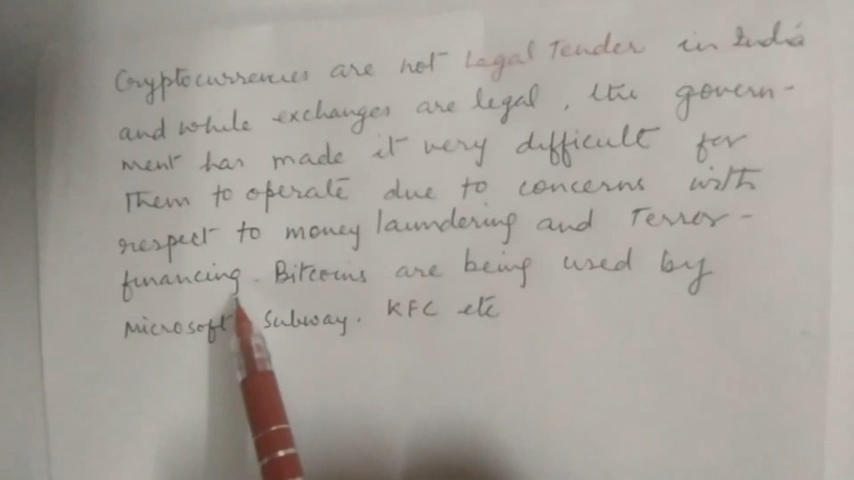 Cryptocurrencies are not Legal Tender in India
and while exchanges are legal, the govern-
ment has made it very difficult for
them to operate due to concerns with
respect to money laundering and Terror-
financing. Bitcoins are being used by
Microsoft Subway. KFC etc